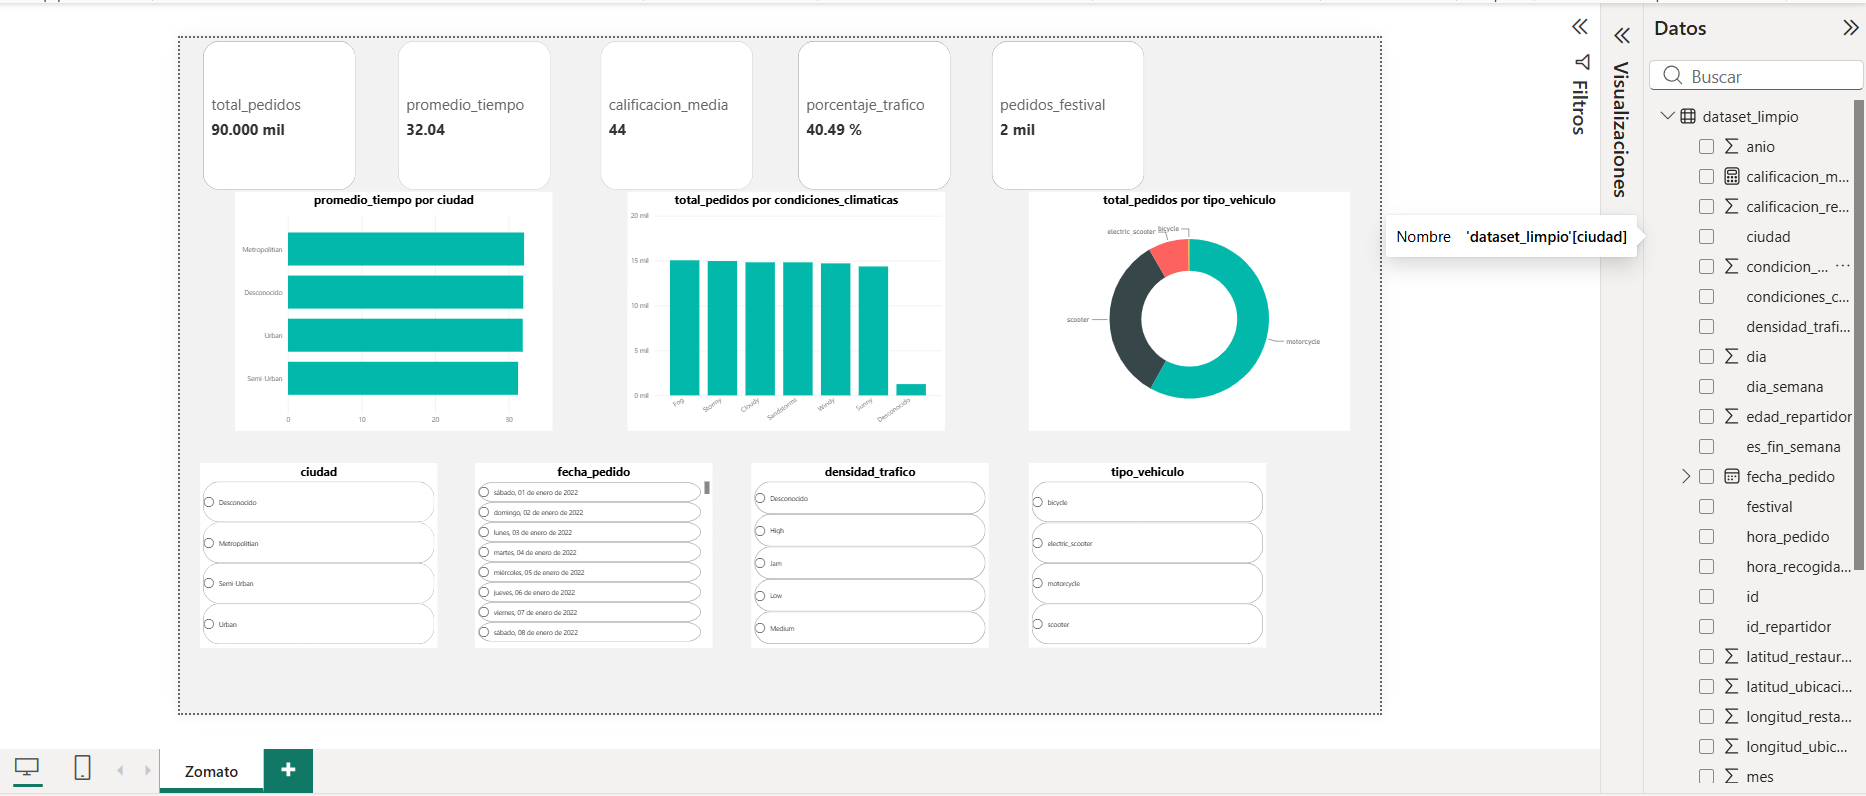 total_pedidos
90.000 mil
promedio_tiempo
32.04
calificacion_media
44
porcentaje_trafico
40.49 %
pedidos_festival
2 mil
promedio_tiempo por ciudad
Metropolitian
Desconocido
Urban
Semi-Urban
0 10 20 30
total_pedidos por condiciones_climaticas
20 mil
15 mil
10 mil
5 mil
0 mil
Fog
Stormy
Cloudy
Sandstorms
Windy
Sunny
Desconocido
total_pedidos por tipo_vehiculo
electric_scooter
bicycle
scooter
motorcycle
ciudad
Desconocido
Metropolitian
Semi-Urban
Urban
fecha_pedido
sábado, 01 de enero de 2022
domingo, 02 de enero de 2022
lunes, 03 de enero de 2022
martes, 04 de enero de 2022
miércoles, 05 de enero de 2022
jueves, 06 de enero de 2022
viernes, 07 de enero de 2022
sábado, 08 de enero de 2022
densidad_trafico
Desconocido
High
Jam
Low
Medium
tipo_vehiculo
bicycle
electric_scooter
motorcycle
scooter
Filtros
Visualizaciones
Nombre 'dataset_limpio'[ciudad]
Datos
Buscar
dataset_limpio
anio
calificacion_m...
calificacion_re...
ciudad
condicion_... ...
condiciones_c...
densidad_trafi...
dia
dia_semana
edad_repartidor
es_fin_semana
fecha_pedido
festival
hora_pedido
hora_recogida...
id
id_repartidor
latitud_restaur...
latitud_ubicaci...
longitud_resta...
longitud_ubic...
mes
Zomato